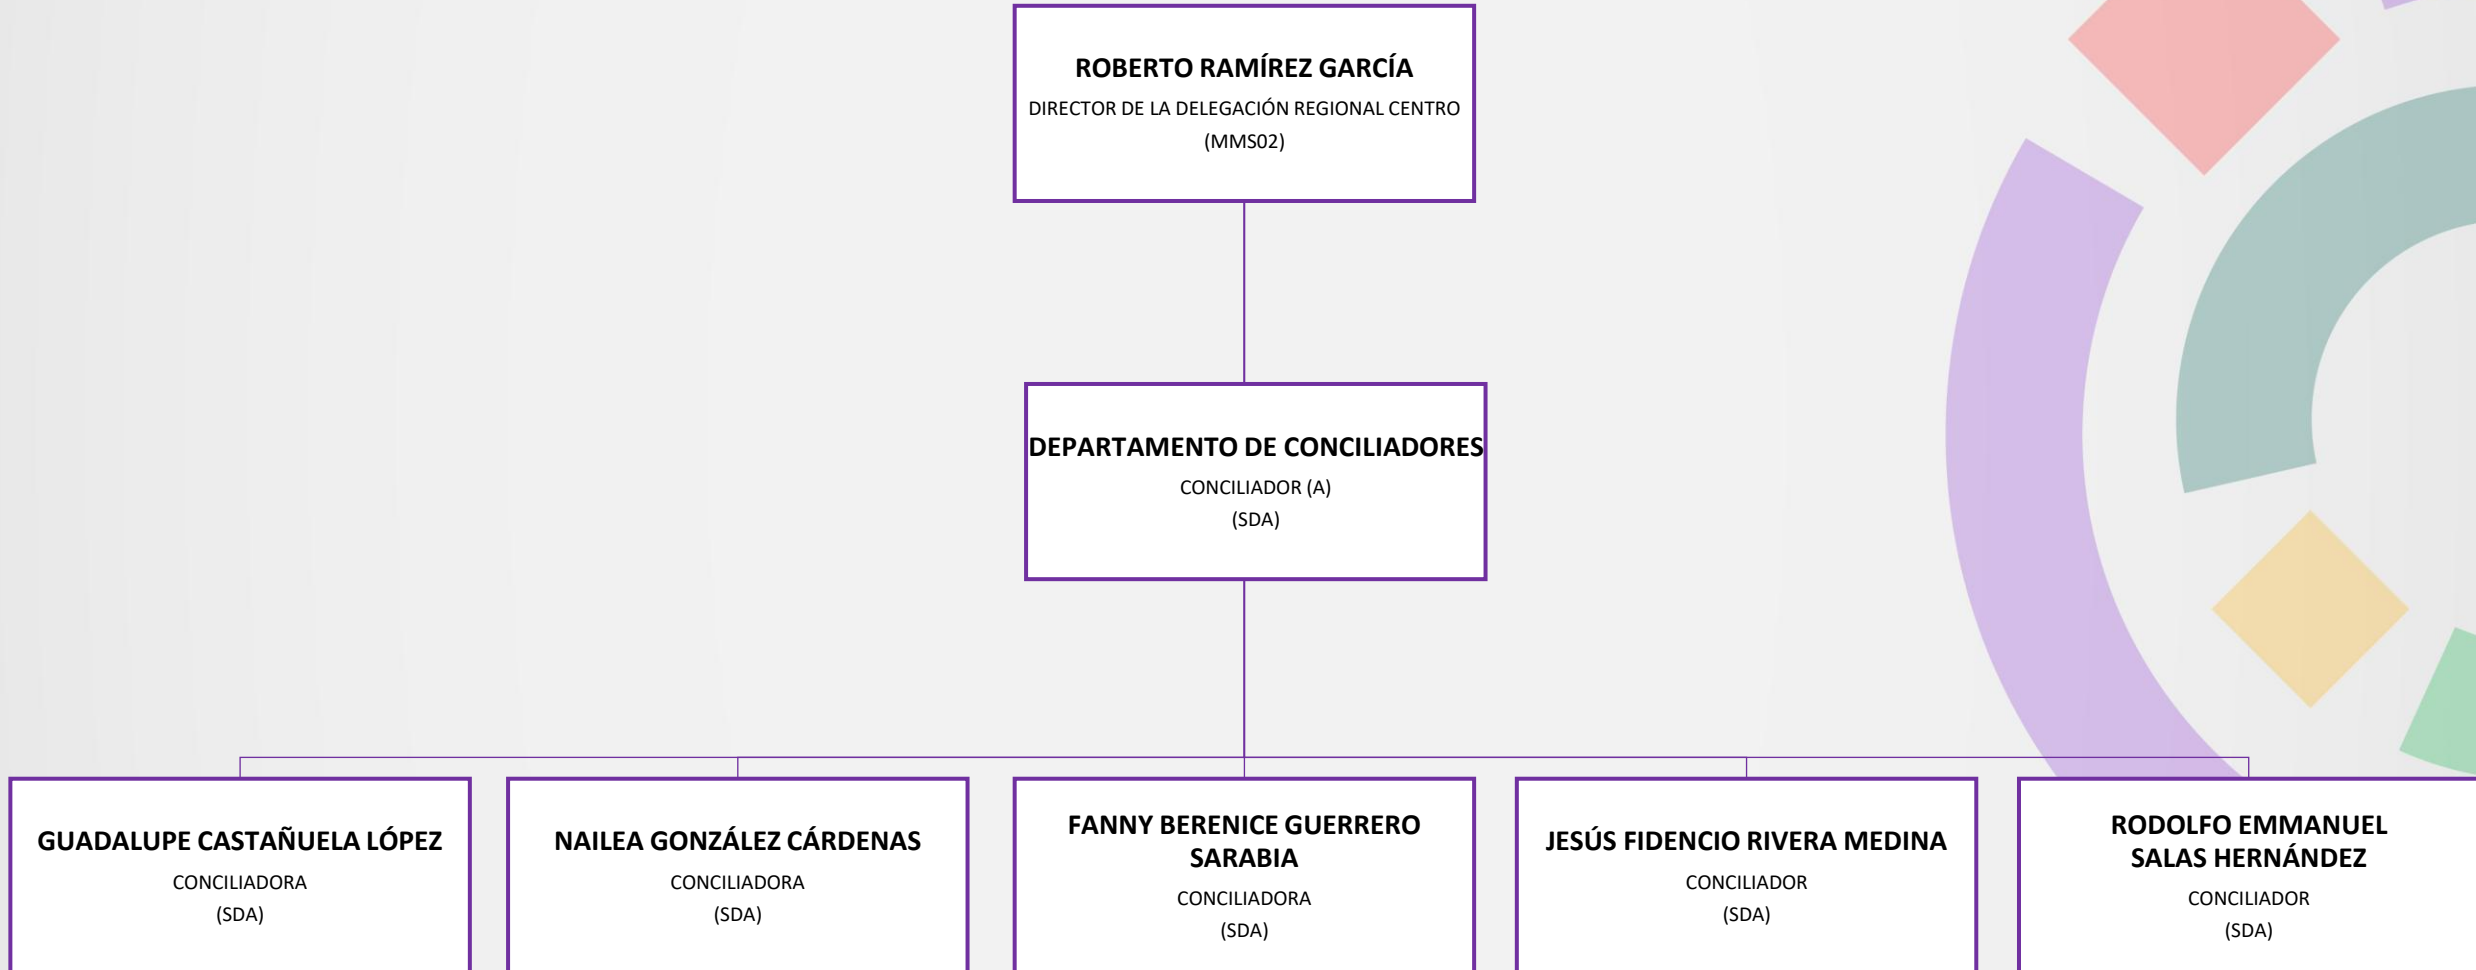 ROBERTO RAMÍREZ GARCÍA
DIRECTOR DE LA DELEGACIÓN REGIONAL CENTRO
(MMS02)
DEPARTAMENTO DE CONCILIADORES
CONCILIADOR (A)
(SDA)
GUADALUPE CASTAÑUELA LÓPEZ
CONCILIADORA
(SDA)
NAILEA GONZÁLEZ CÁRDENAS
CONCILIADORA
(SDA)
FANNY BERENICE GUERRERO
SARABIA
CONCILIADORA
(SDA)
JESÚS FIDENCIO RIVERA MEDINA
CONCILIADOR
(SDA)
RODOLFO EMMANUEL
SALAS HERNÁNDEZ
CONCILIADOR
(SDA)